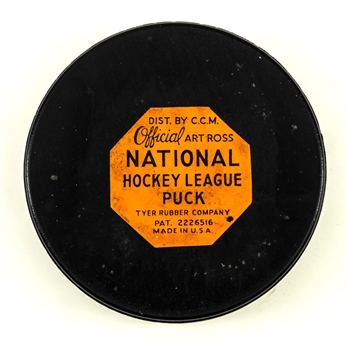 DIST. BY C.C.M.
Official ART ROSS
NATIONAL
HOCKEY LEAGUE
PUCK
TYER RUBBER COMPANY
PAT. 2226516
MADE IN U.S.A.